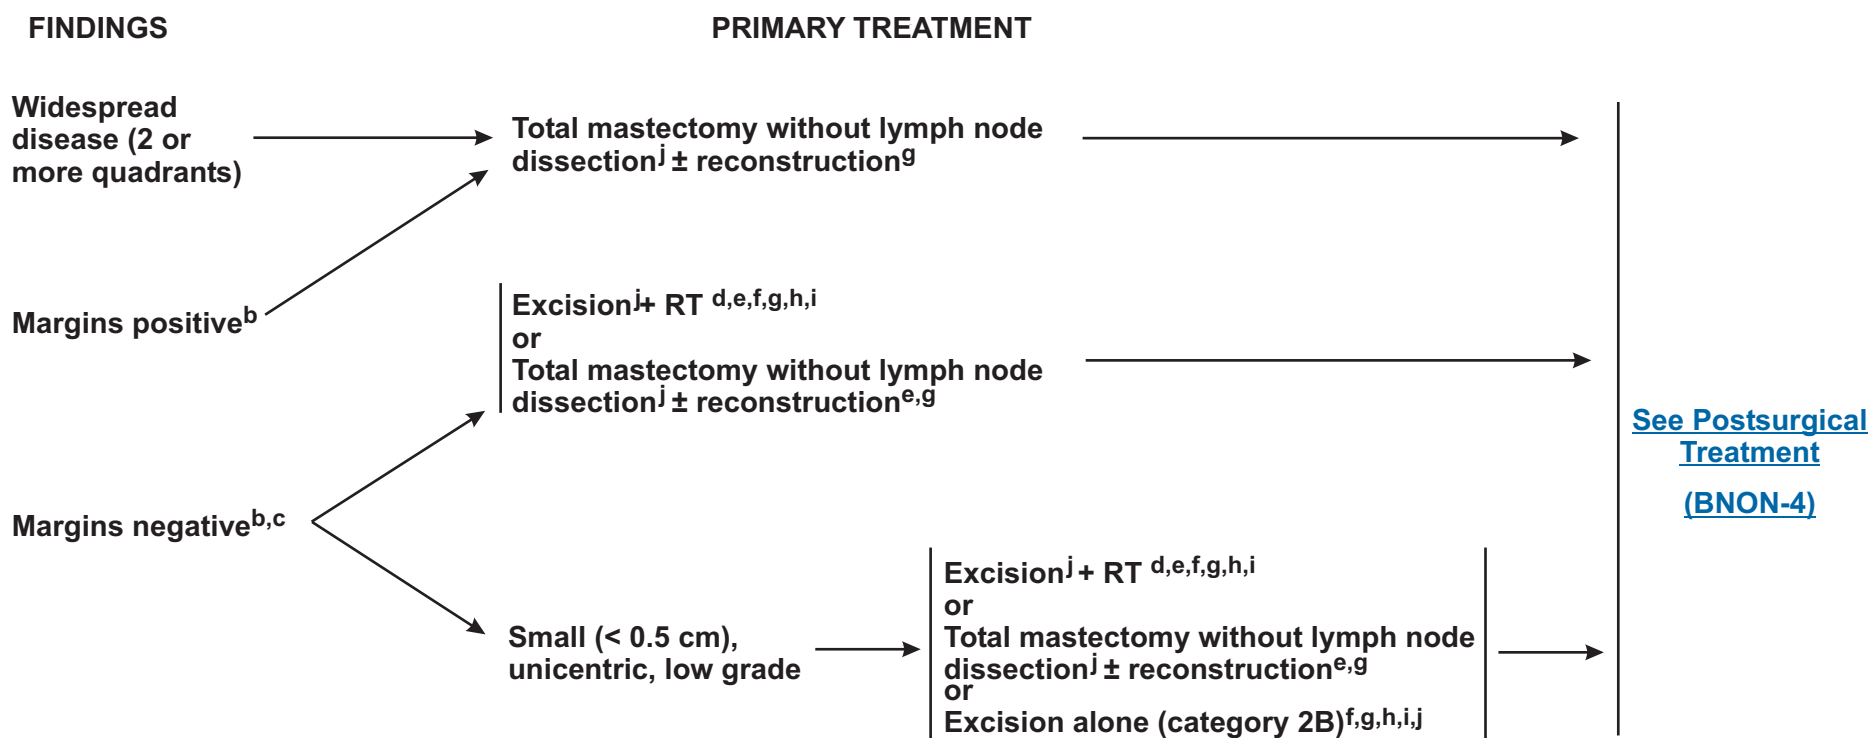 FINDINGS
PRIMARY TREATMENT
Widespread
disease (2 or
more quadrants)
Total mastectomy without lymph node
dissectionj ± reconstructiong
Margins positiveb
Excisionj+ RT d,e,f,g,h,i
or
Total mastectomy without lymph node
dissectionj ± reconstructione,g
Margins negativeb,c
Small (< 0.5 cm),
unicentric, low grade
Excisionj + RT d,e,f,g,h,i
or
Total mastectomy without lymph node
dissectionj ± reconstructione,g
or
Excision alone (category 2B)f,g,h,i,j
See Postsurgical
Treatment
(BNON-4)